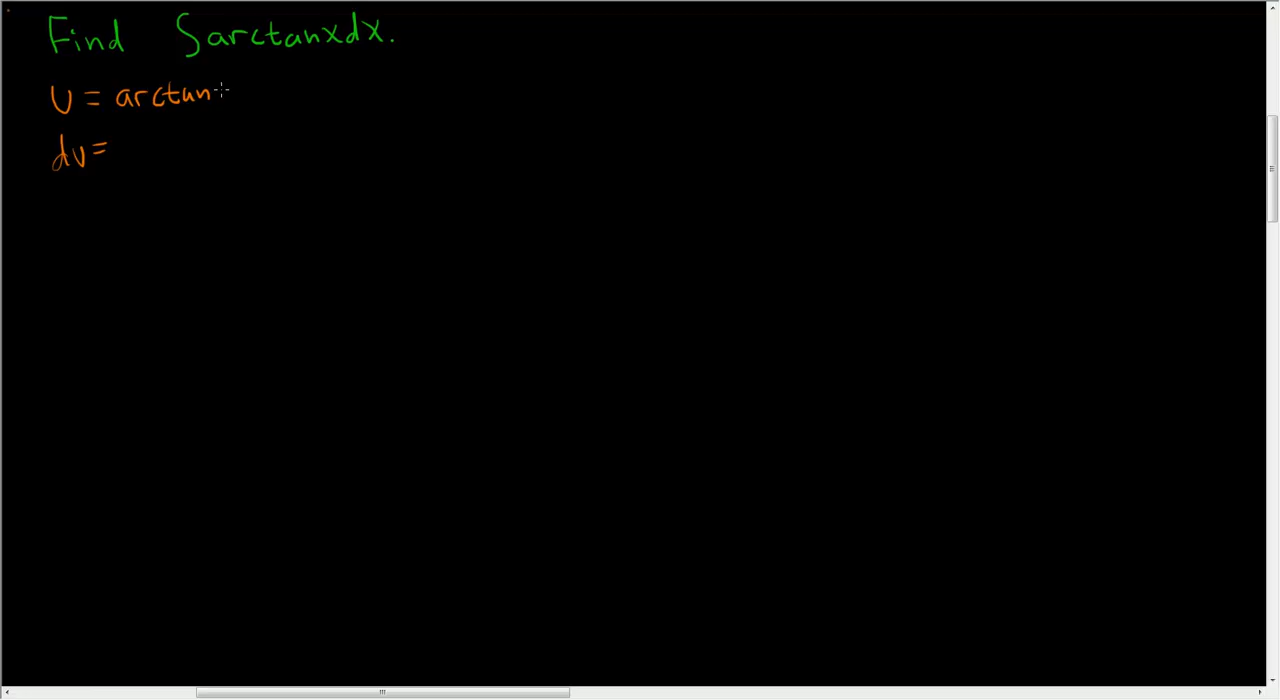 Find ∫arctanxdx.
u = arctan
dv=